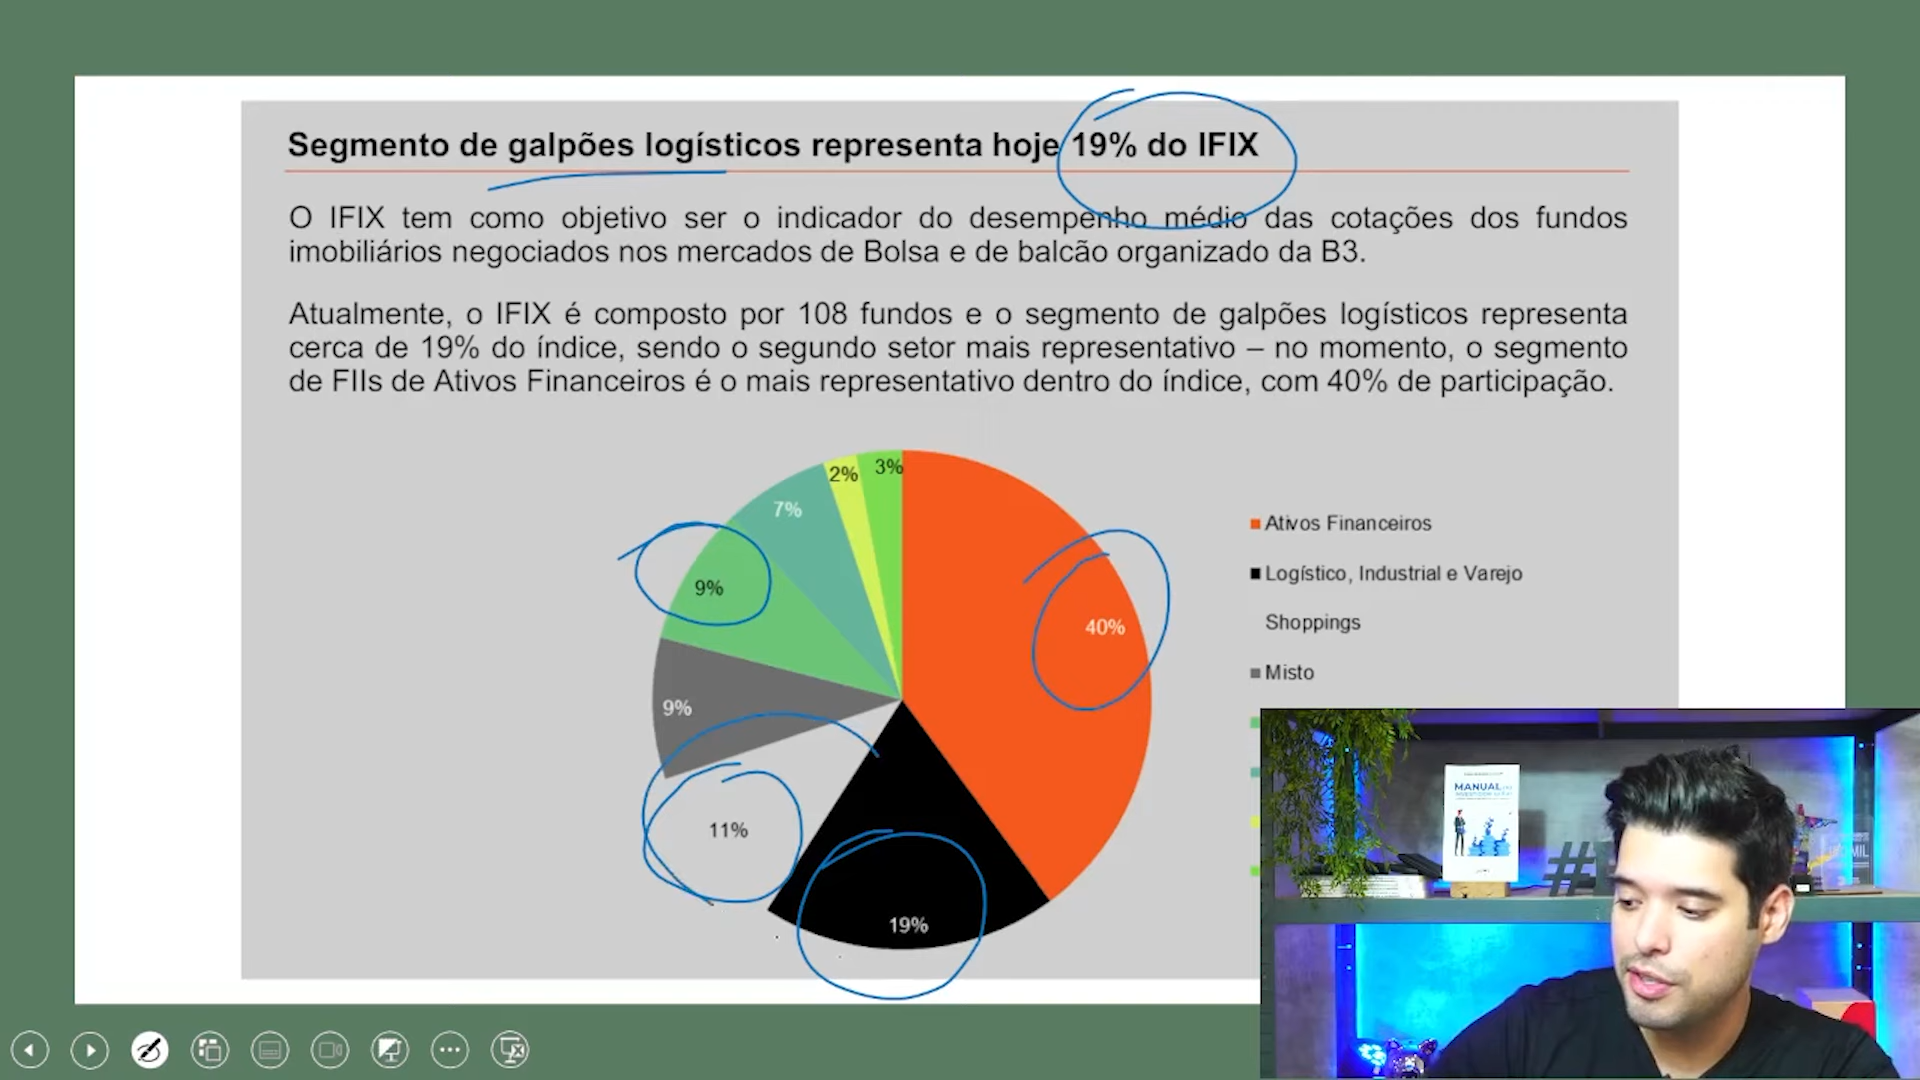 Segmento de galpões logísticos representa hoje 19% do IFIX
O IFIX tem como objetivo ser o indicador do desempenho médio das cotações dos fundos
imobiliários negociados nos mercados de Bolsa e de balcão organizado da B3.
Atualmente, o IFIX é composto por 108 fundos e o segmento de galpões logísticos representa
cerca de 19% do índice, sendo o segundo setor mais representativo – no momento, o segmento
de FIIs de Ativos Financeiros é o mais representativo dentro do índice, com 40% de participação.
2%
3%
7%
9%
40%
9%
11%
19%
Ativos Financeiros
Logístico, Industrial e Varejo
Shoppings
Misto
MANUAL
#
MIL